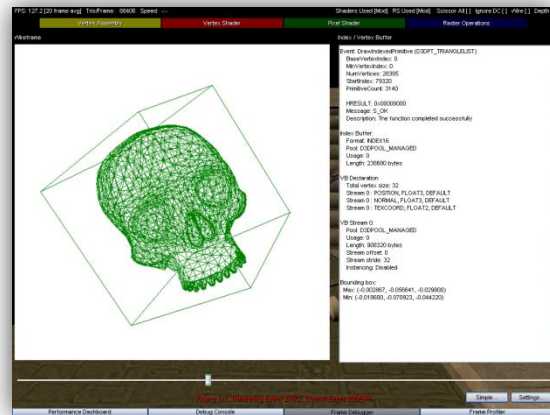 FPS: 127.2 [20 frame avg] Tris/Frame: 68406 Speed: -.-
Shaders Used [Mod] RS Used [Mod] Scissor All [ ] Ignore DC [ ] Wire [ ] Depth
Vertex Assembly Vertex Shader Pixel Shader Raster Operations
Wireframe
Index / Vertex Buffer
Event: DrawIndexedPrimitive (D3DPT_TRIANGLELIST)
BaseVertexIndex: 0
MinVertexIndex: 0
NumVertices: 28385
StartIndex: 79320
PrimitiveCount: 3140
HRESULT: 0x00000000
Message: S_OK
Description: The function completed successfully
Index Buffer:
Format: INDEX16
Pool: D3DPOOL_MANAGED
Usage: 0
Length: 238680 bytes
VB Declaration
Total vertex size: 32
Stream 0 : POSITION, FLOAT3, DEFAULT
Stream 0 : NORMAL, FLOAT3, DEFAULT
Stream 0 : TEXCOORD, FLOAT2, DEFAULT
VB Stream 0:
Pool: D3DPOOL_MANAGED
Usage: 0
Length: 908320 bytes
Stream offset: 0
Stream stride: 32
Instancing: Disabled
Bounding box:
Max: (-0.002867, -0.056641, -0.029800)
Min: (-0.018680, -0.070923, -0.044220)
Simple...
Settings...
Performance Dashboard Debug Console Frame Debugger Frame Profiler